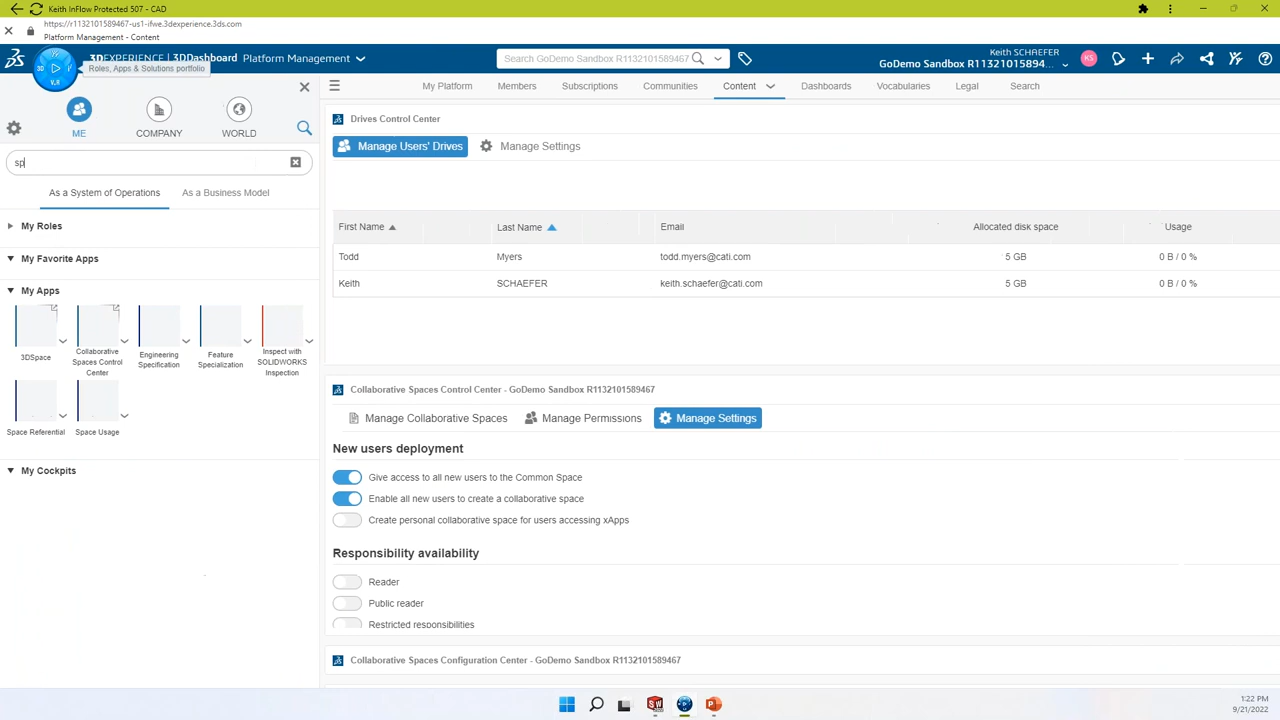 Keith InFlow Protected 507 - CAD
https://r1132101589467-us1-ifwe.3dexperience.3ds.com
Platform Management - Content
3DEXPERIENCE | 3DDashboard Platform Management
Roles, Apps & Solutions portfolio
Search GoDemo Sandbox R1132101589467
Keith SCHAEFER
GoDemo Sandbox R11321015894...
KS
3D
V.R
ME
COMPANY
WORLD
sp
As a System of Operations
As a Business Model
My Roles
My Favorite Apps
My Apps
3DSpace
Collaborative Spaces Control Center
Engineering Specification
Feature Specialization
Inspect with SOLIDWORKS Inspection
Space Referential
Space Usage
My Cockpits
My Platform
Members
Subscriptions
Communities
Content
Dashboards
Vocabularies
Legal
Search
Drives Control Center
Manage Users' Drives
Manage Settings
First Name Last Name Email Allocated disk space Usage
Todd Myers todd.myers@cati.com 5 GB 0 B / 0 %
Keith SCHAEFER keith.schaefer@cati.com 5 GB 0 B / 0 %
Collaborative Spaces Control Center - GoDemo Sandbox R1132101589467
Manage Collaborative Spaces
Manage Permissions
Manage Settings
New users deployment
Give access to all new users to the Common Space
Enable all new users to create a collaborative space
Create personal collaborative space for users accessing xApps
Responsibility availability
Reader
Public reader
Restricted responsibilities
Collaborative Spaces Configuration Center - GoDemo Sandbox R1132101589467
1:22 PM
9/21/2022